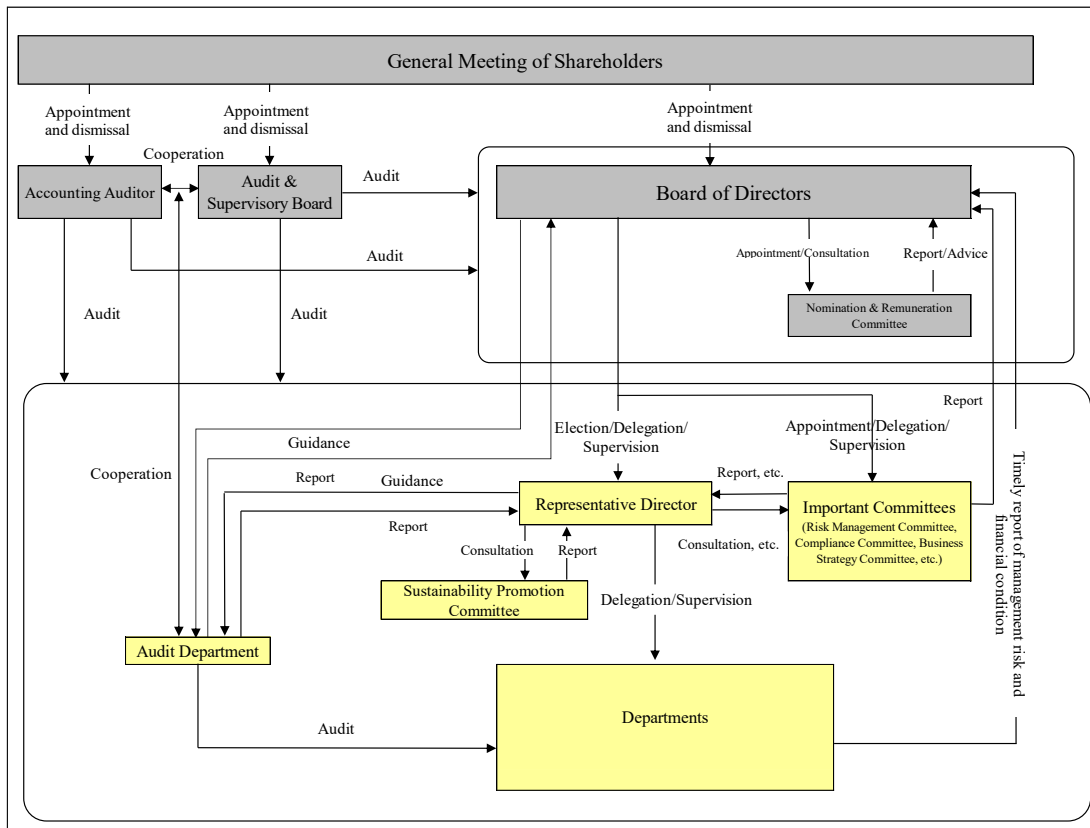 General Meeting of Shareholders
Appointment
and dismissal
Appointment
and dismissal
Appointment
and dismissal
Cooperation
Accounting Auditor
Audit &
Supervisory Board
Audit
Board of Directors
Audit
Appointment/Consultation
Report/Advice
Nomination & Remuneration
Committee
Audit
Audit
Report
Election/Delegation/
Supervision
Appointment/Delegation/
Supervision
Guidance
Cooperation
Report
Guidance
Report, etc.
Representative Director
Important Committees
(Risk Management Committee,
Compliance Committee, Business
Strategy Committee, etc.)
Report
Consultation
Report
Consultation, etc.
Sustainability Promotion
Committee
Delegation/Supervision
Timely report of management risk and
financial condition
Audit Department
Departments
Audit